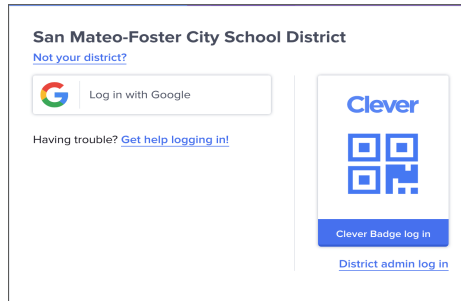 San Mateo-Foster City School District
Not your district?
Log in with Google
Having trouble? Get help logging in!
Clever
Clever Badge log in
District admin log in